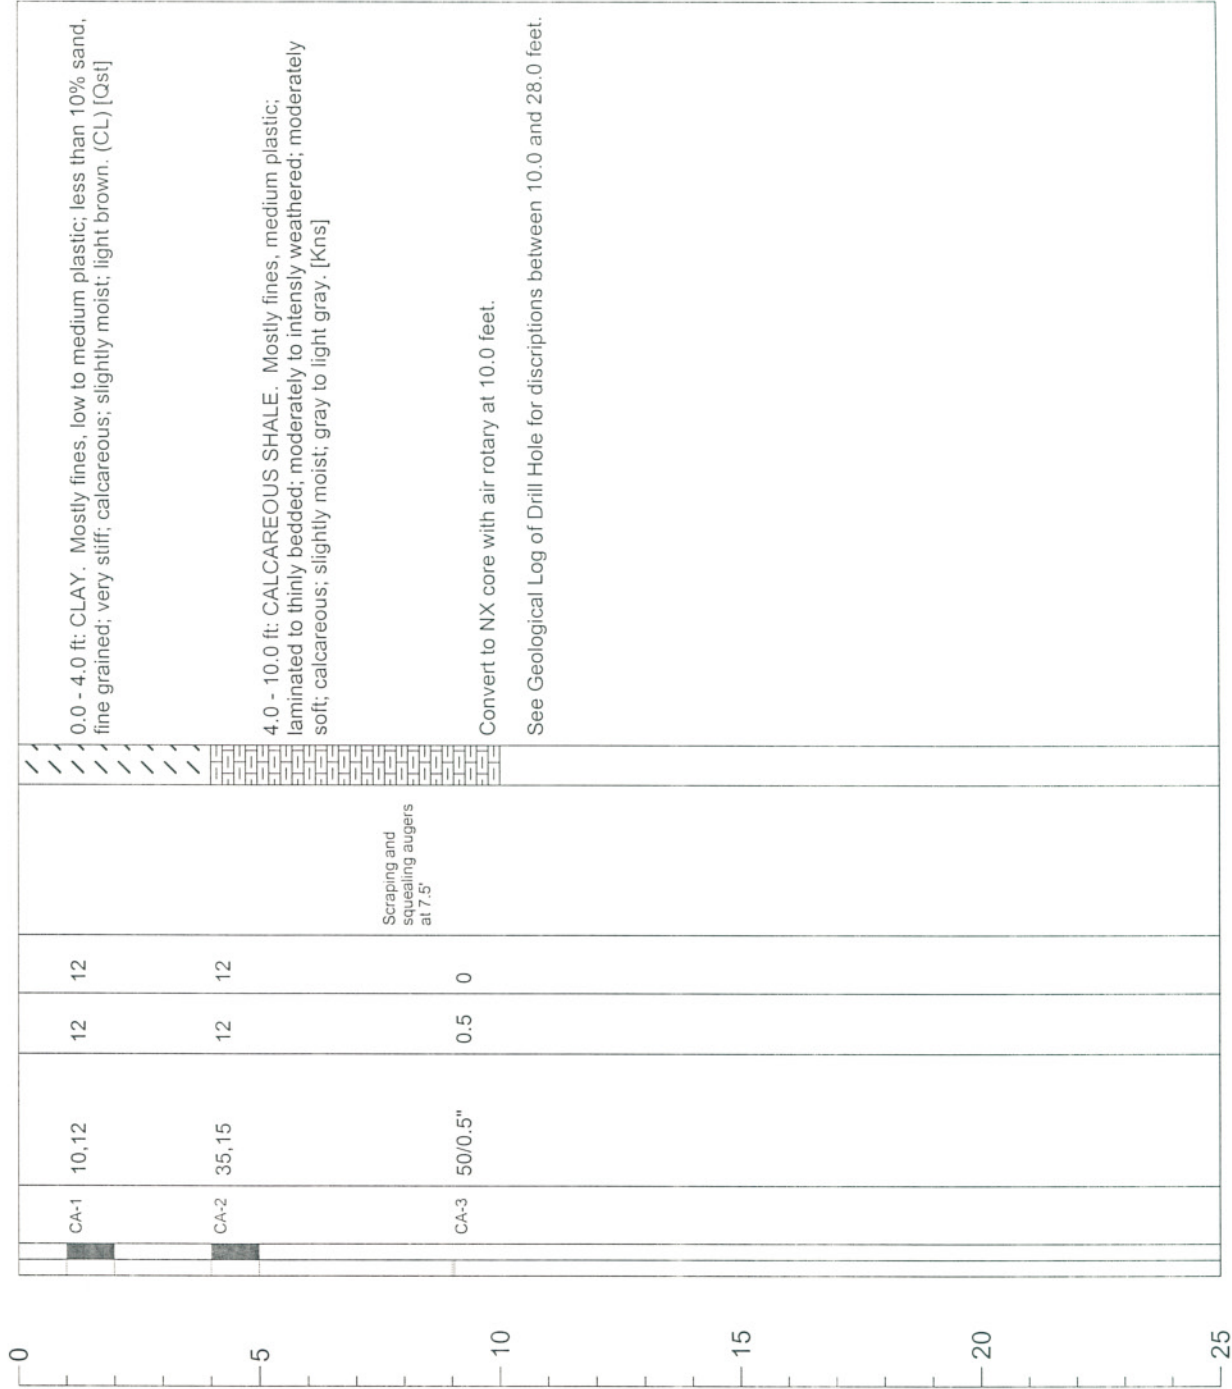 0
5
10
15
20
25
CA-1
10,12
12
12
0.0 - 4.0 ft: CLAY. Mostly fines, low to medium plastic; less than 10% sand,
fine grained; very stiff; calcareous; slightly moist; light brown. (CL) [Qst]
CA-2
35,15
12
12
4.0 - 10.0 ft: CALCAREOUS SHALE. Mostly fines, medium plastic;
laminated to thinly bedded; moderately to intensly weathered; moderately
soft; calcareous; slightly moist; gray to light gray. [Kns]
Scraping and
squealing augers
at 7.5'
CA-3
50/0.5"
0.5
0
Convert to NX core with air rotary at 10.0 feet.
See Geological Log of Drill Hole for discriptions between 10.0 and 28.0 feet.